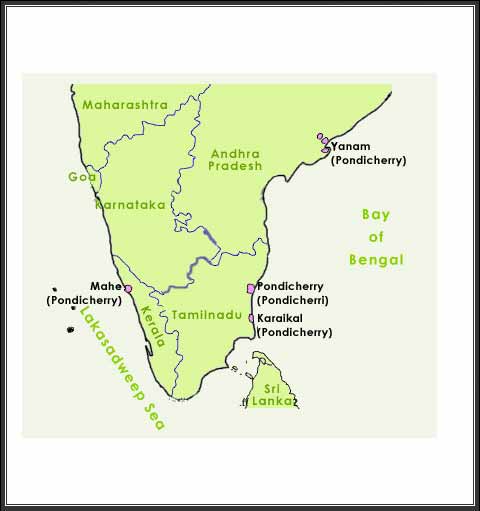 Maharashtra
Andhra
Pradesh
Yanam
(Pondicherry)
Goa
Karnataka
Bay
of
Bengal
Mahe
(Pondicherry)
Pondicherry
(Pondicherri)
Kerala
Tamilnadu
Karaikal
(Pondicherry)
Lakasadweep Sea
Sri
Lanka